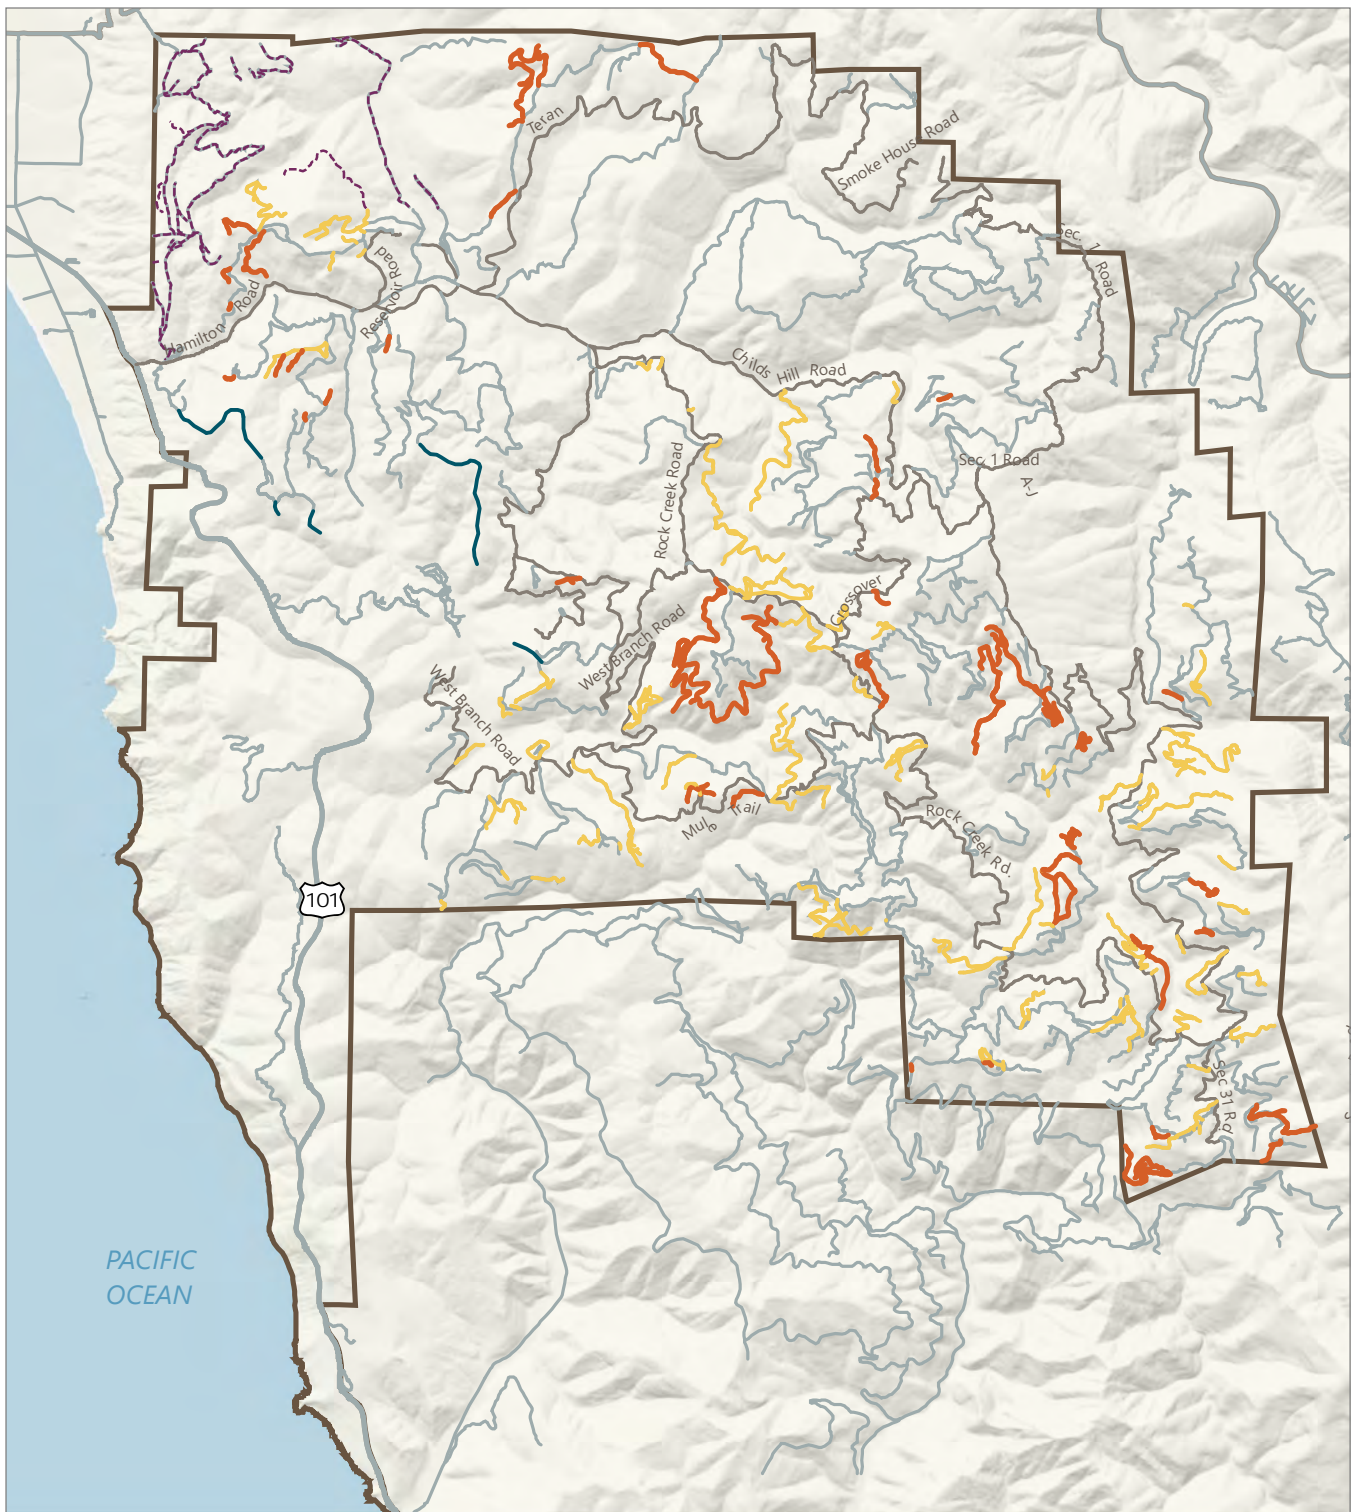 Teran
Smoke House Road
Sec. 1 Road
Reservoir Road
Hamilton Road
Childs Hill Road
Rock Creek Road
Sec. 1 Road
A-J
Crossover
West Branch Road
West Branch Road
Mule Trail
Rock Creek Rd.
101
Sec 31 Rd
PACIFIC
OCEAN